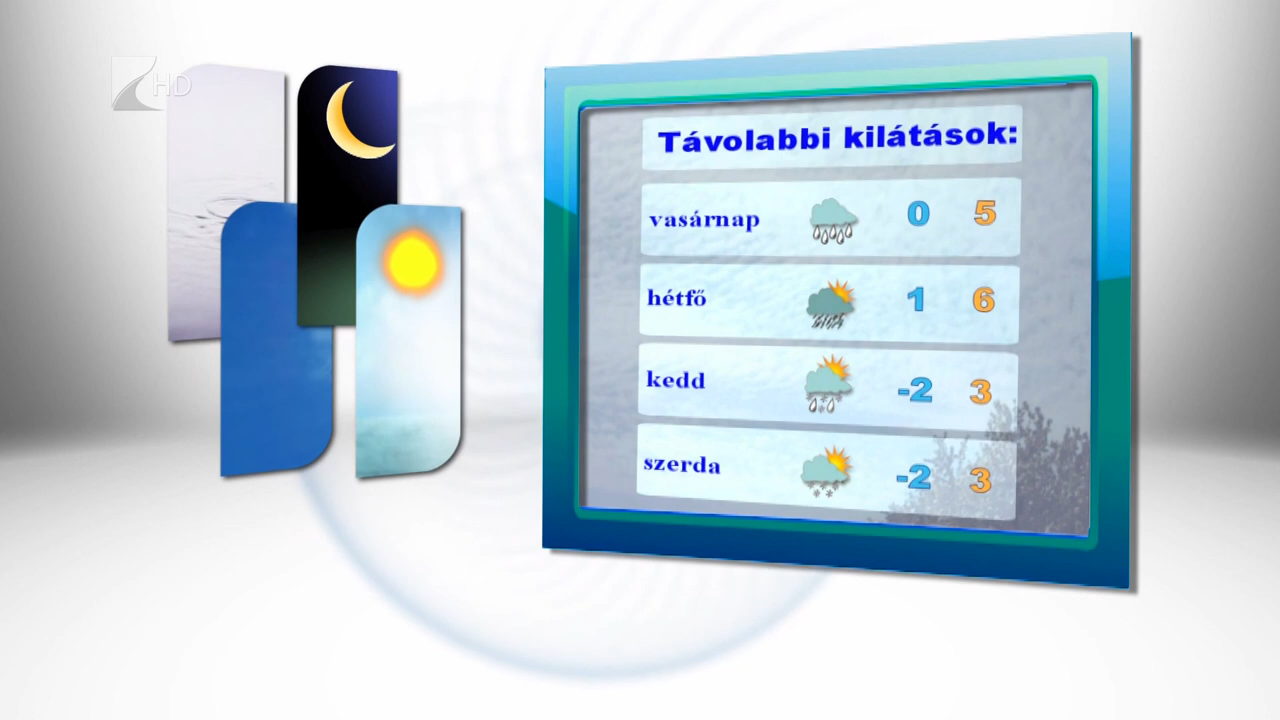 HD
Távolabbi kilátások:
vasárnap 0 5
hétfő 1 6
kedd -2 3
szerda -2 3